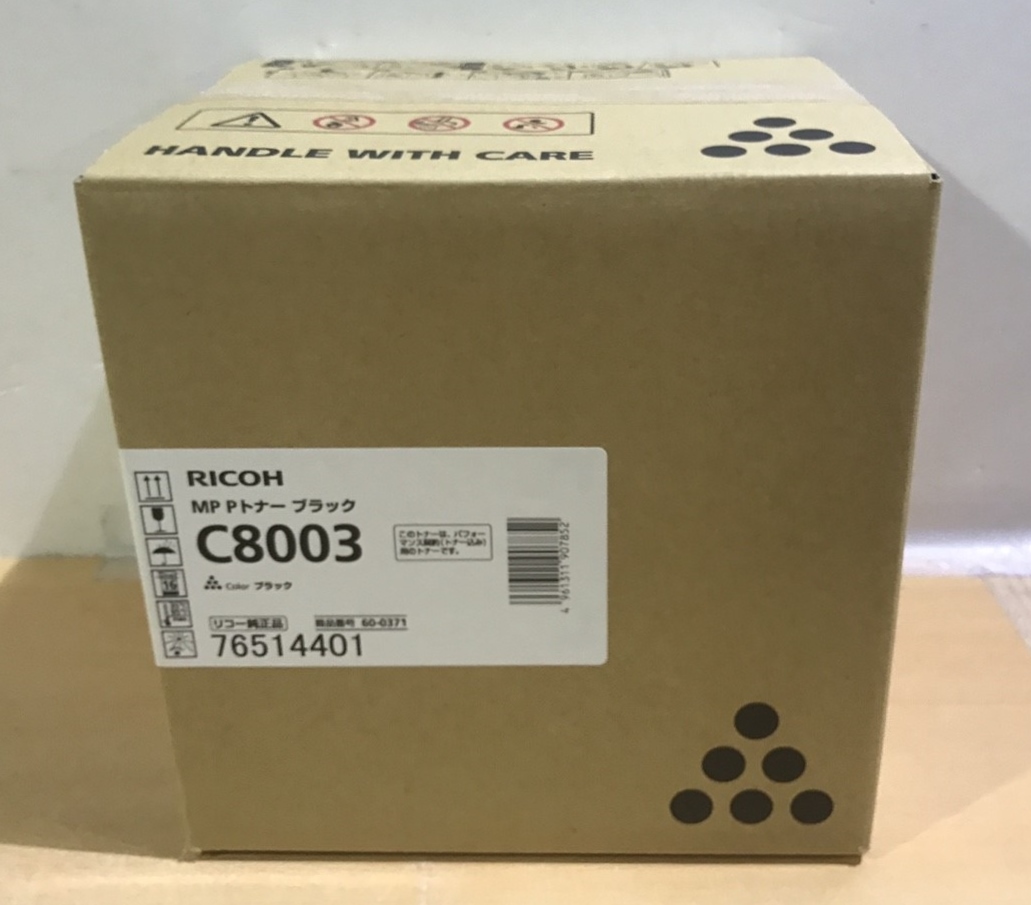 HANDLE WITH CARE
RICOH
MP Pトナー ブラック
C8003
このトナーは、パフォー
マンス契約(トナー込み)
用のトナーです。
Color ブラック
リコー純正品 商品番号 60-0371
76514401
4 961311 907852